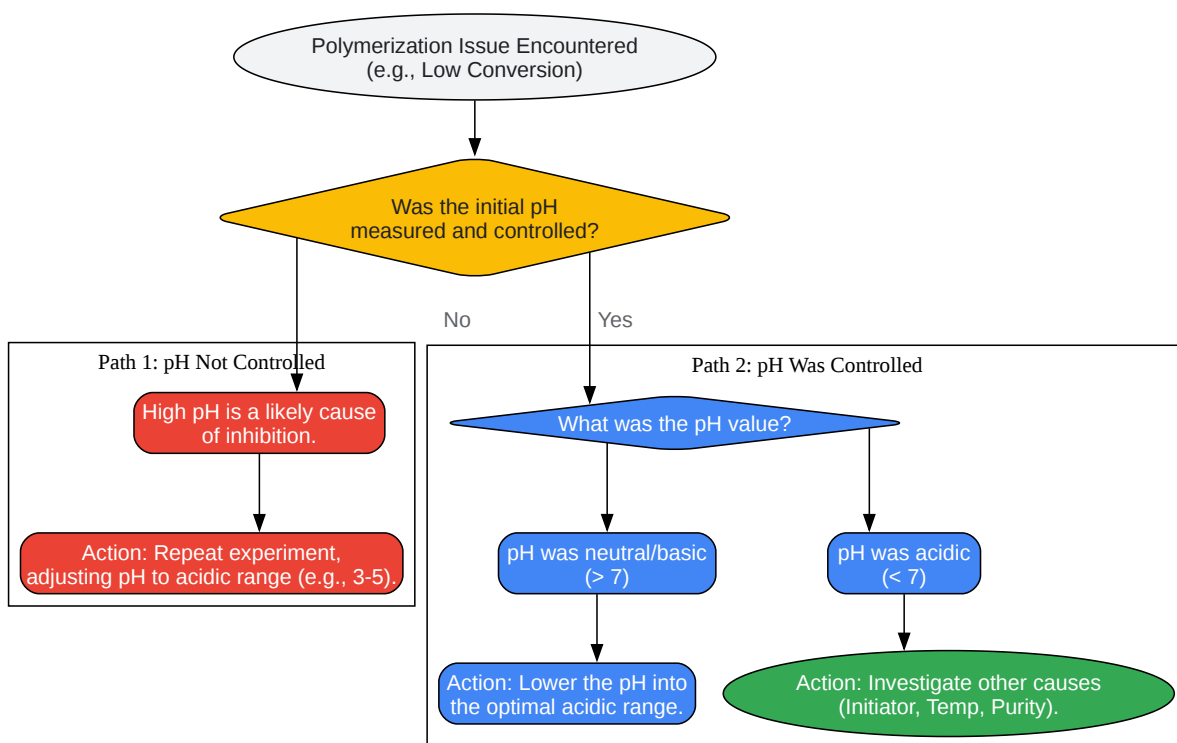 Polymerization Issue Encountered
(e.g., Low Conversion)
Was the initial pH
measured and controlled?
No
Yes
Path 1: pH Not Controlled
High pH is a likely cause
of inhibition.
Action: Repeat experiment,
adjusting pH to acidic range (e.g., 3-5).
Path 2: pH Was Controlled
What was the pH value?
pH was neutral/basic
(> 7)
pH was acidic
(< 7)
Action: Lower the pH into
the optimal acidic range.
Action: Investigate other causes
(Initiator, Temp, Purity).